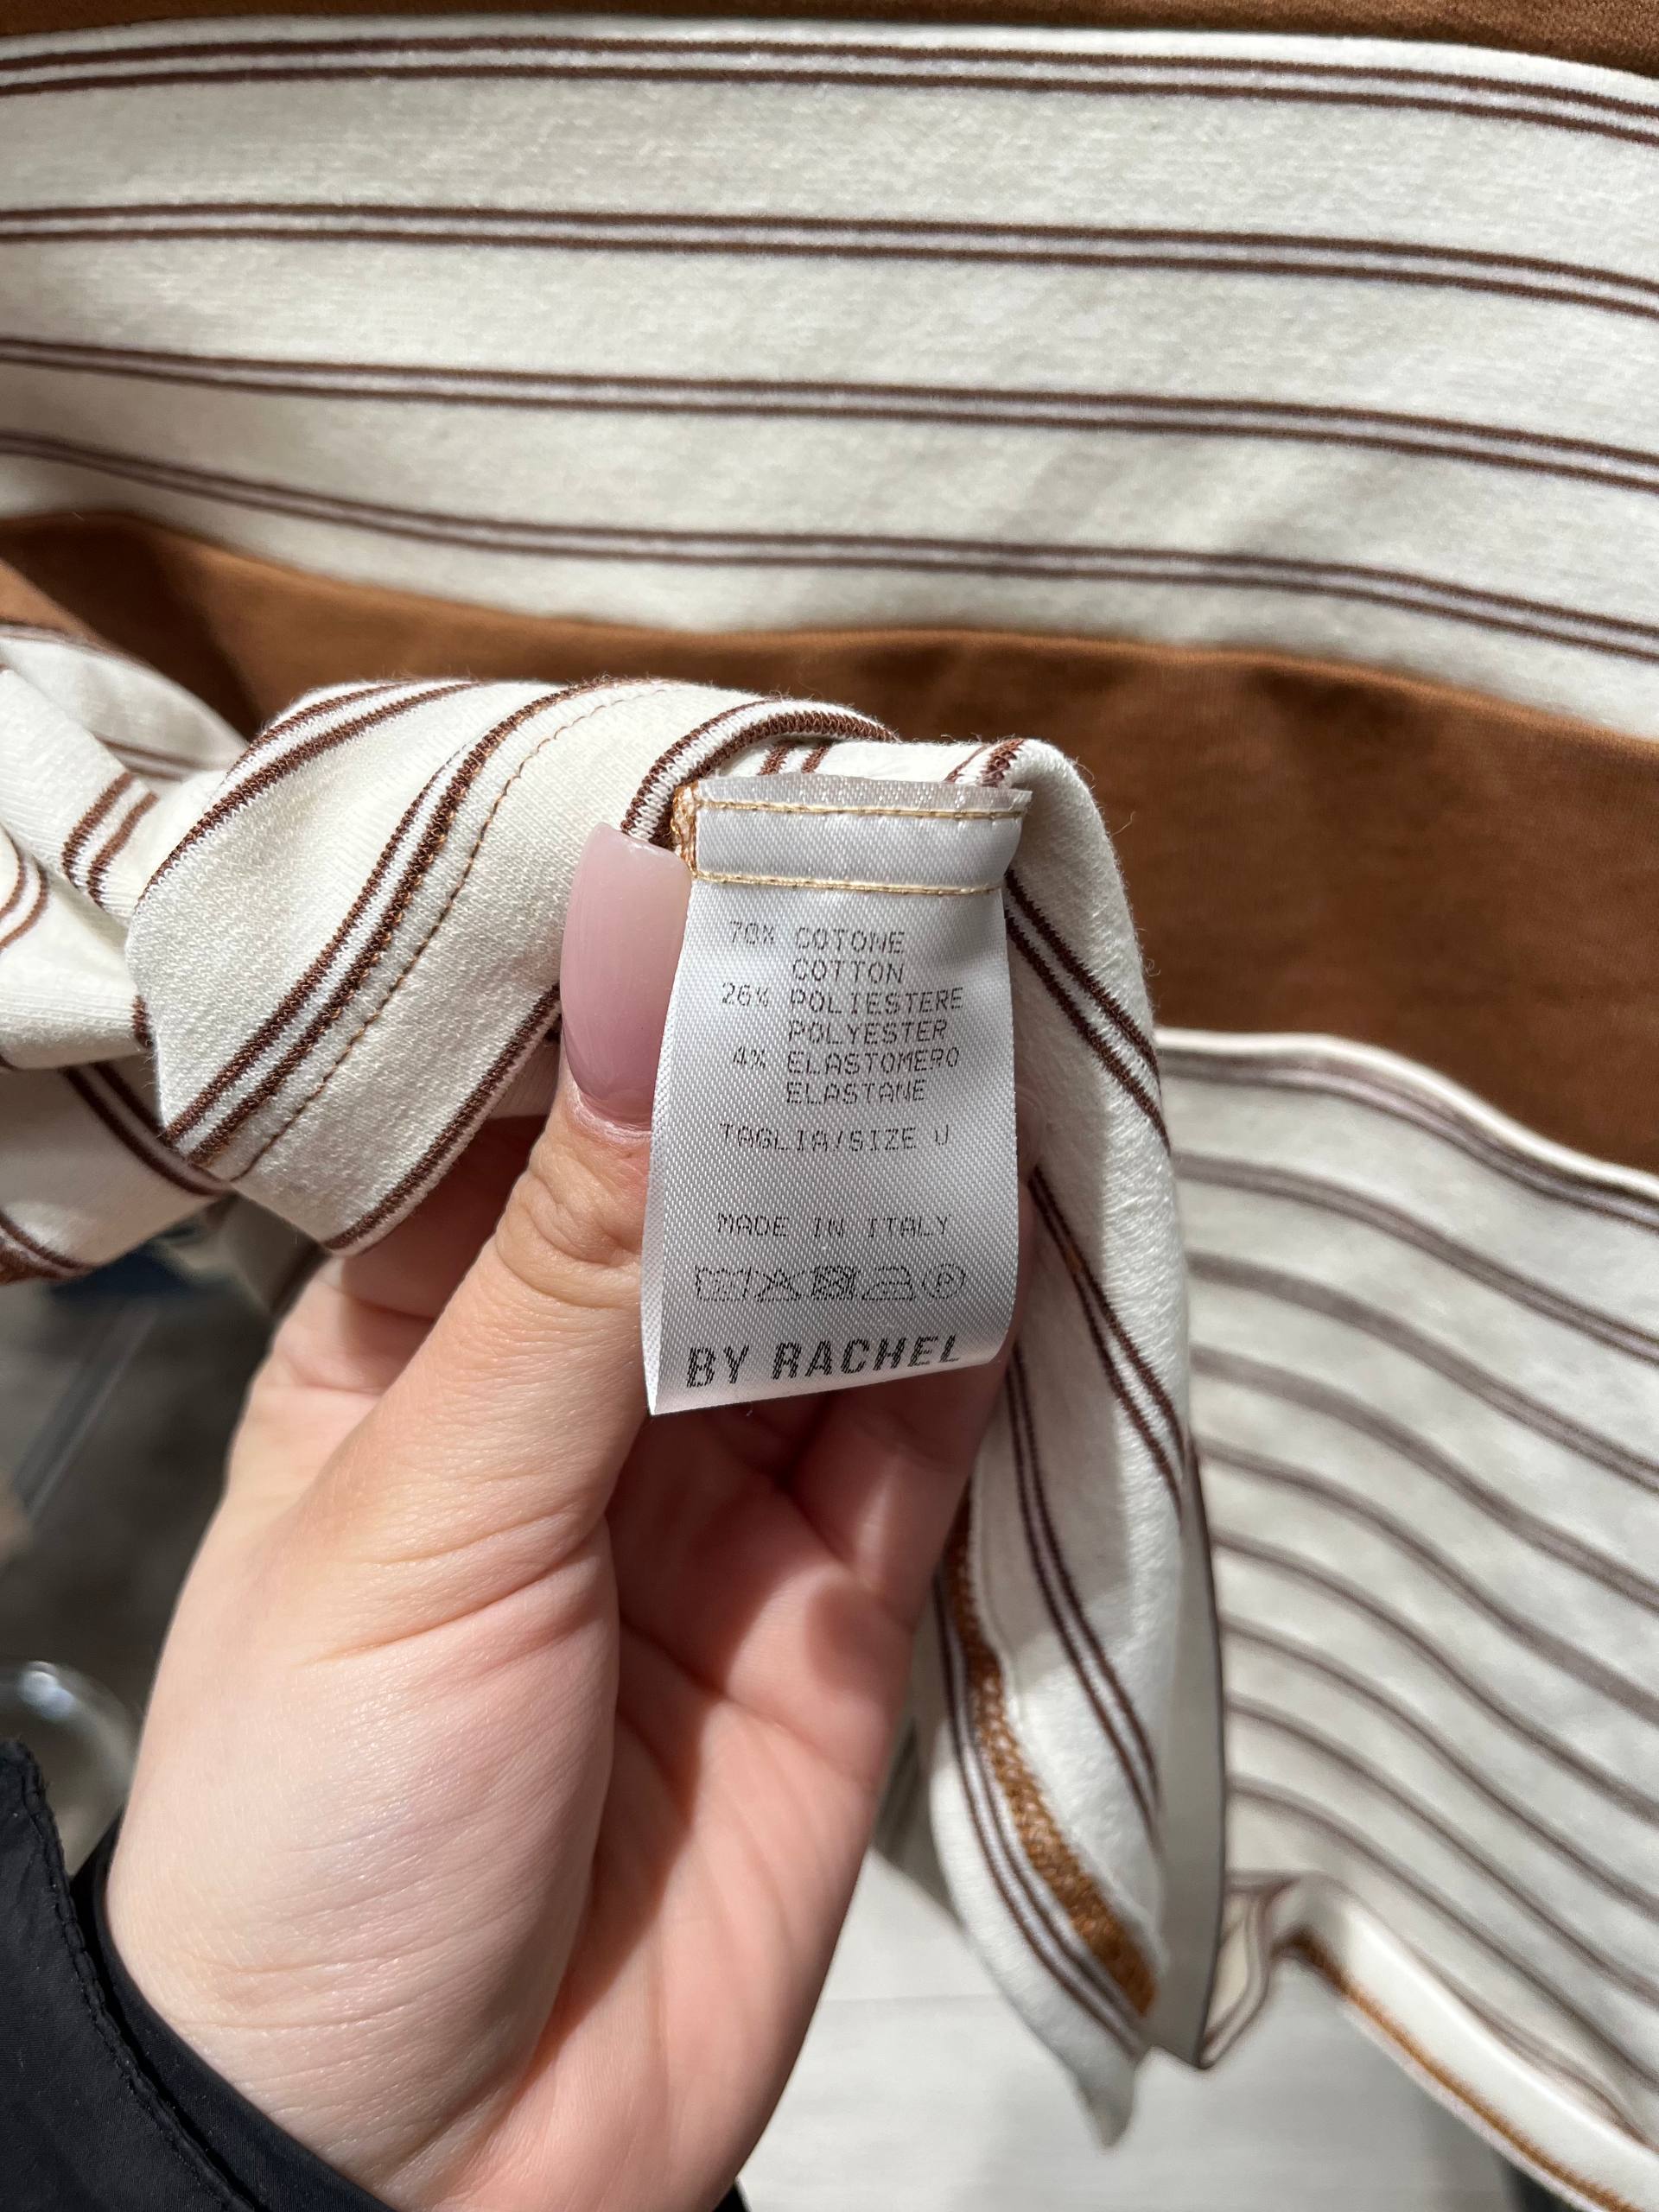 70% COTONE
COTTON
26% POLIESTERE
POLYESTER
4% ELASTOMERO
ELASTANE
TAGLIA/SIZE U
MADE IN ITALY
P
BY RACHEL